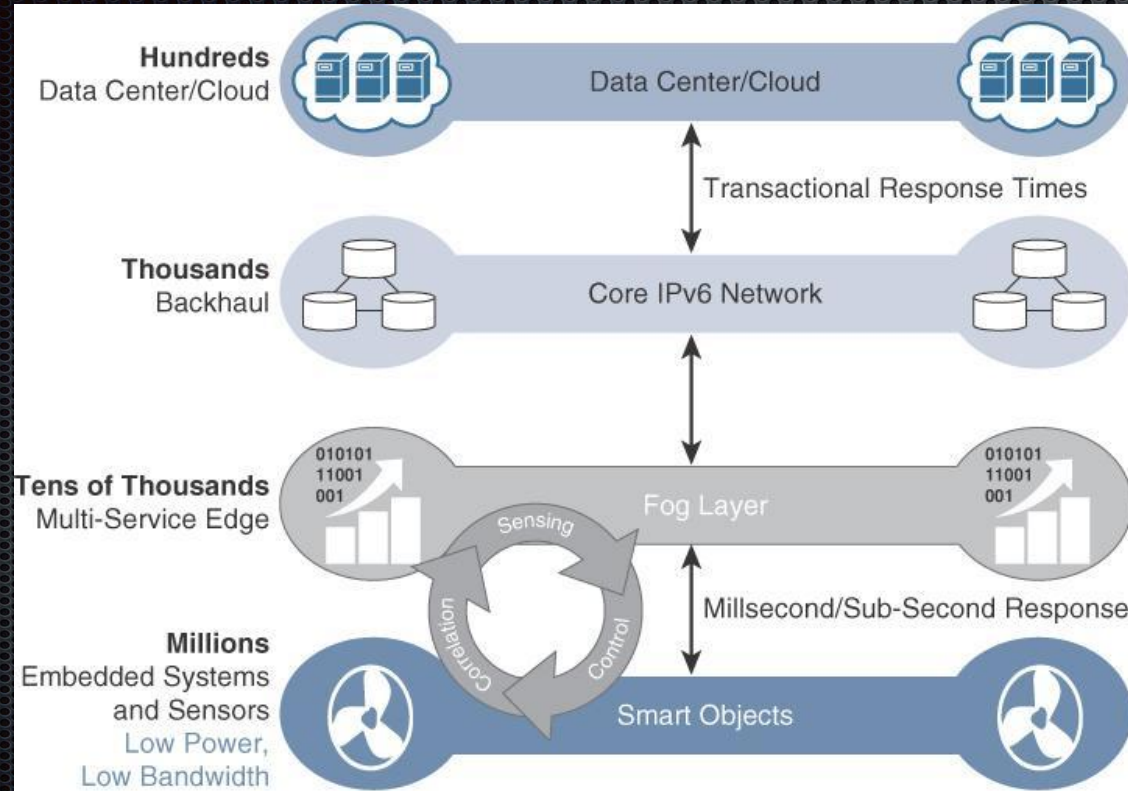 Hundreds
Data Center/Cloud
Data Center/Cloud
Transactional Response Times
Thousands
Backhaul
Core IPv6 Network
010101
11001
001
Tens of Thousands
Multi-Service Edge
Fog Layer
010101
11001
001
Sensing
Control
Correlation
Millsecond/Sub-Second Response
Millions
Embedded Systems
and Sensors
Low Power,
Low Bandwidth
Smart Objects